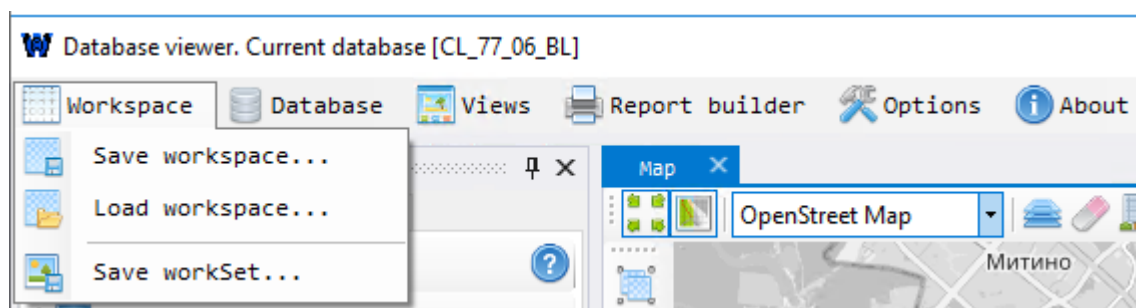 Database viewer. Current database [CL_77_06_BL]
Workspace Database Views Report builder Options About
Save workspace...
Load workspace...
Save workSet...
Map
OpenStreet Map
Митино